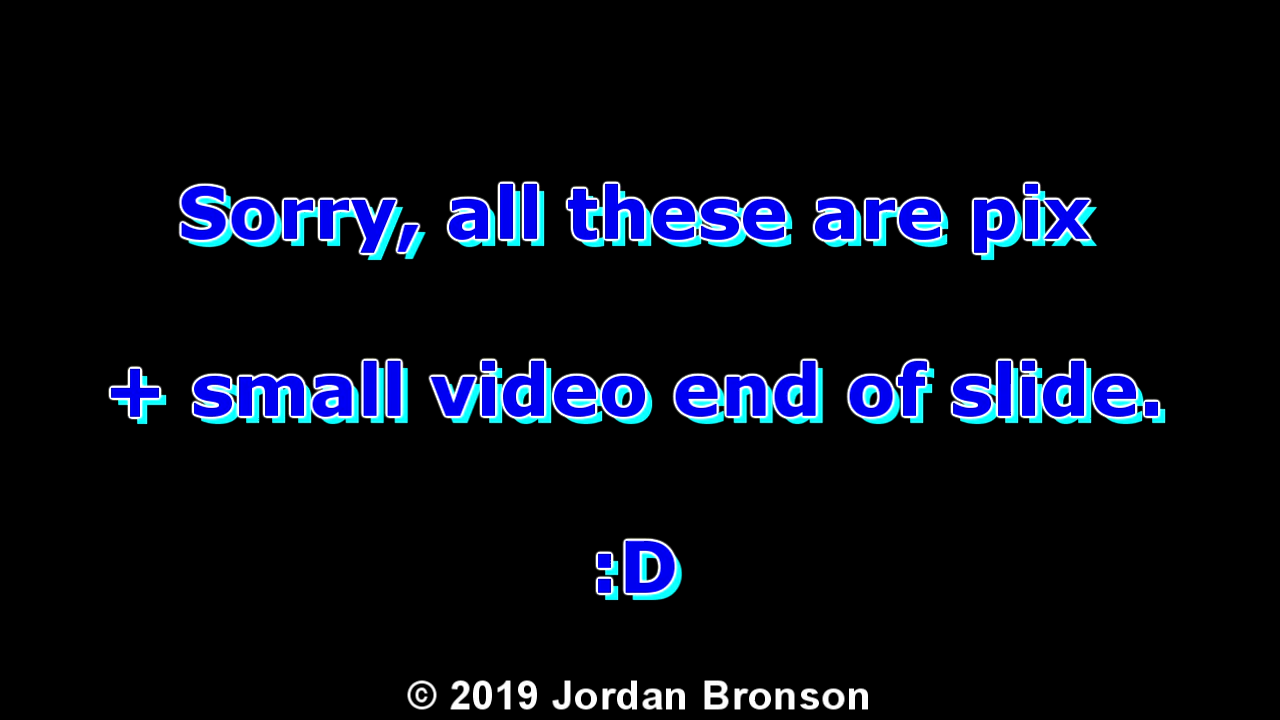 Sorry, all these are pix
+ small video end of slide.
:D
© 2019 Jordan Bronson